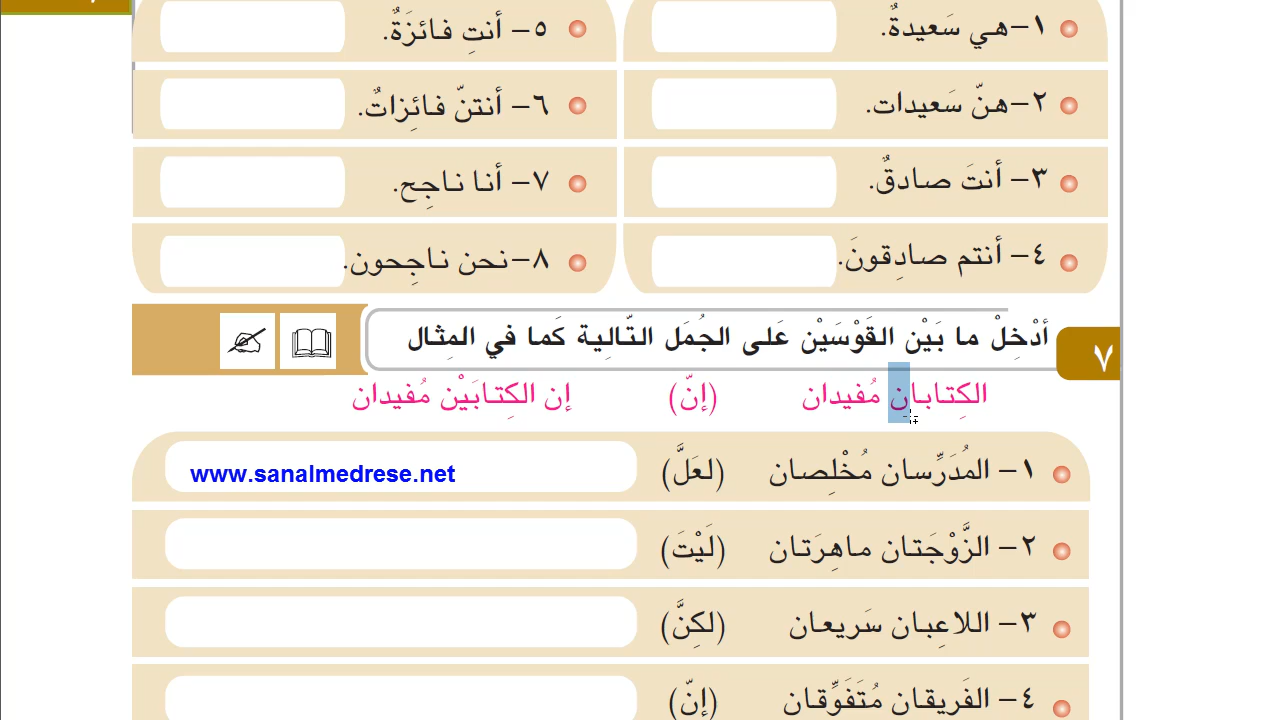 ١- هي سَعيدةٌ. ٥- أنتِ فائزَةٌ.
٢- هنّ سَعيدات. ٦- أنتنّ فائِزاتٌ.
٣- أنتَ صادقٌ. ٧- أنا ناجِح.
٤- أنتم صادِقونَ. ٨- نحن ناجِحون.
٧ أدْخِلْ ما بَيْن القَوْسَيْن عَلى الجُمَل التّالِية كَما في المِثال
الكِتابان مُفيدان (إنّ) إن الكِتابَيْن مُفيدان
١- المُدَرِّسان مُخْلِصان (لعَلَّ) www.sanalmedrese.net
٢- الزَّوْجَتان ماهِرَتان (لَيْتَ)
٣- اللاعِبان سَريعان (لكِنَّ)
٤- الفَريقان مُتَفَوِّقان (إنّ)